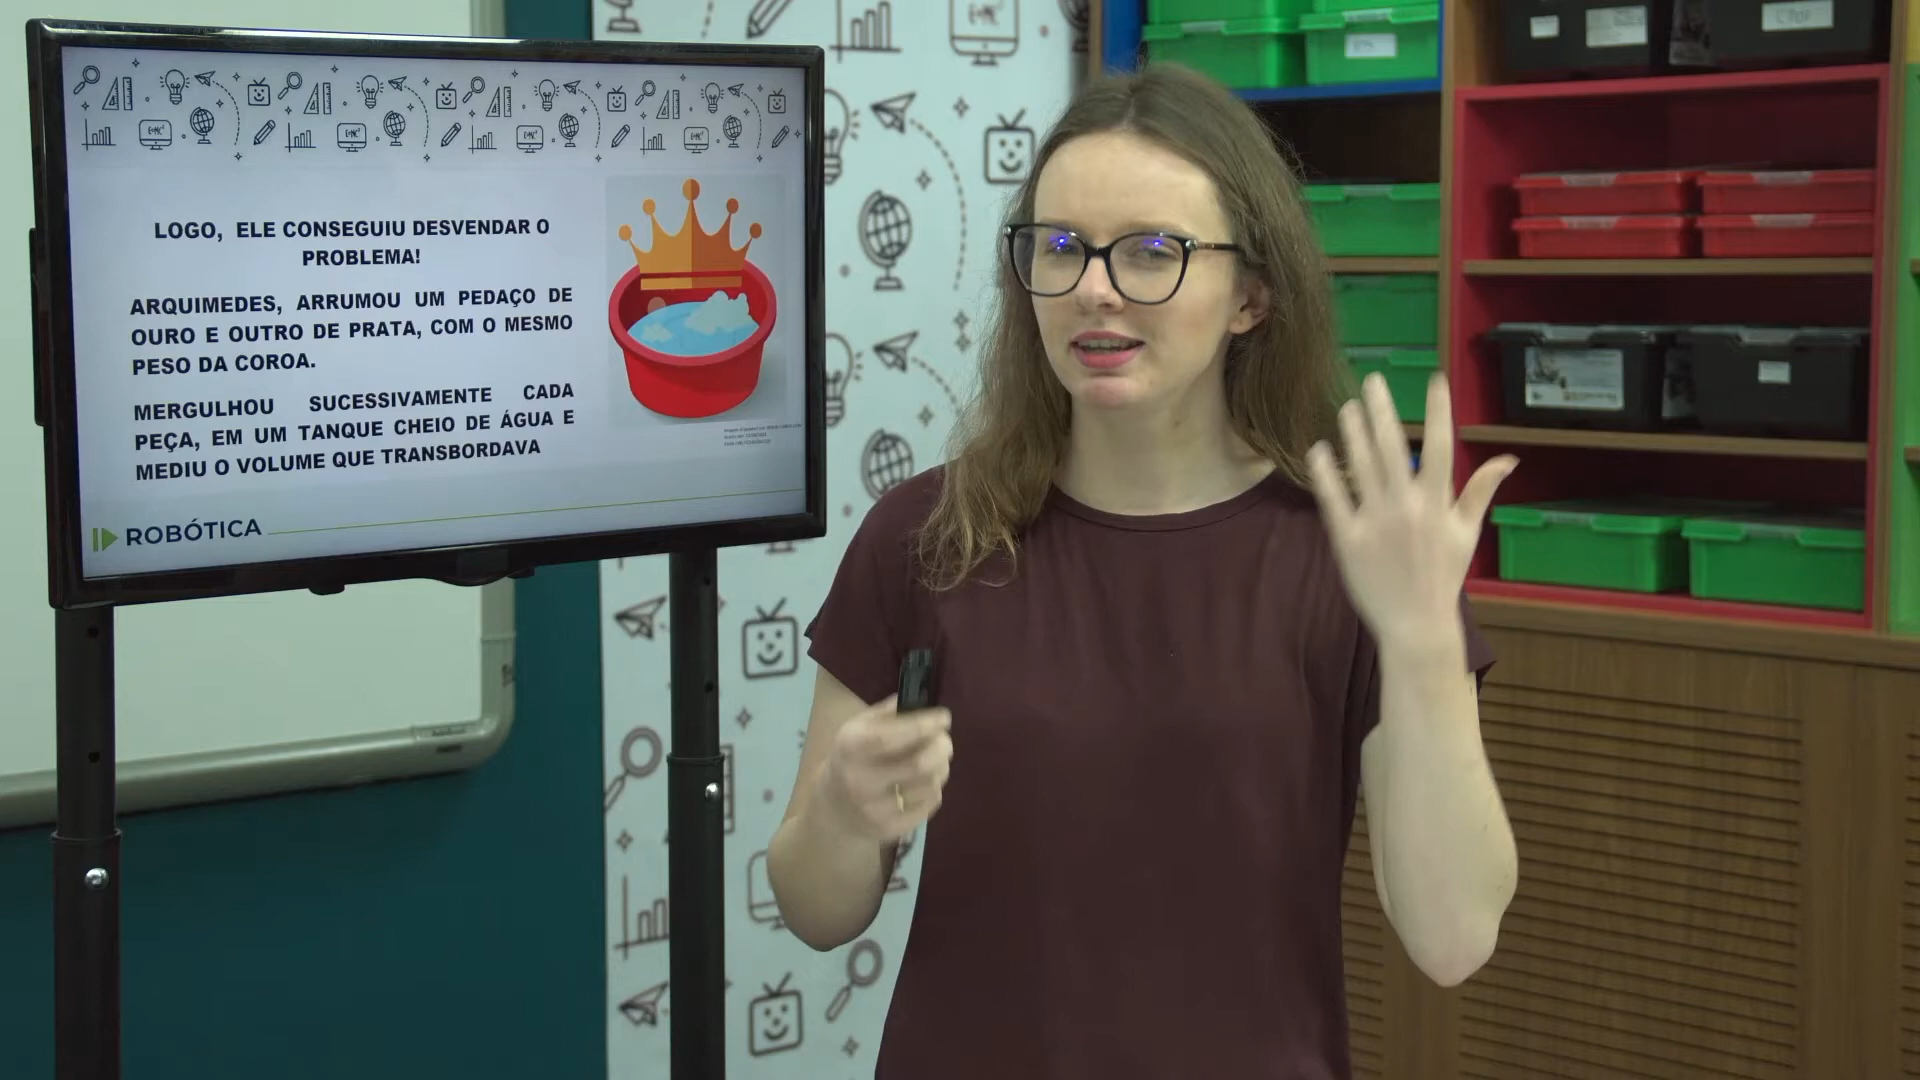 LOGO, ELE CONSEGUIU DESVENDAR O
PROBLEMA!
ARQUIMEDES, ARRUMOU UM PEDAÇO DE
OURO E OUTRO DE PRATA, COM O MESMO
PESO DA COROA.
MERGULHOU SUCESSIVAMENTE CADA
PEÇA, EM UM TANQUE CHEIO DE ÁGUA E
MEDIU O VOLUME QUE TRANSBORDAVA
ROBÓTICA